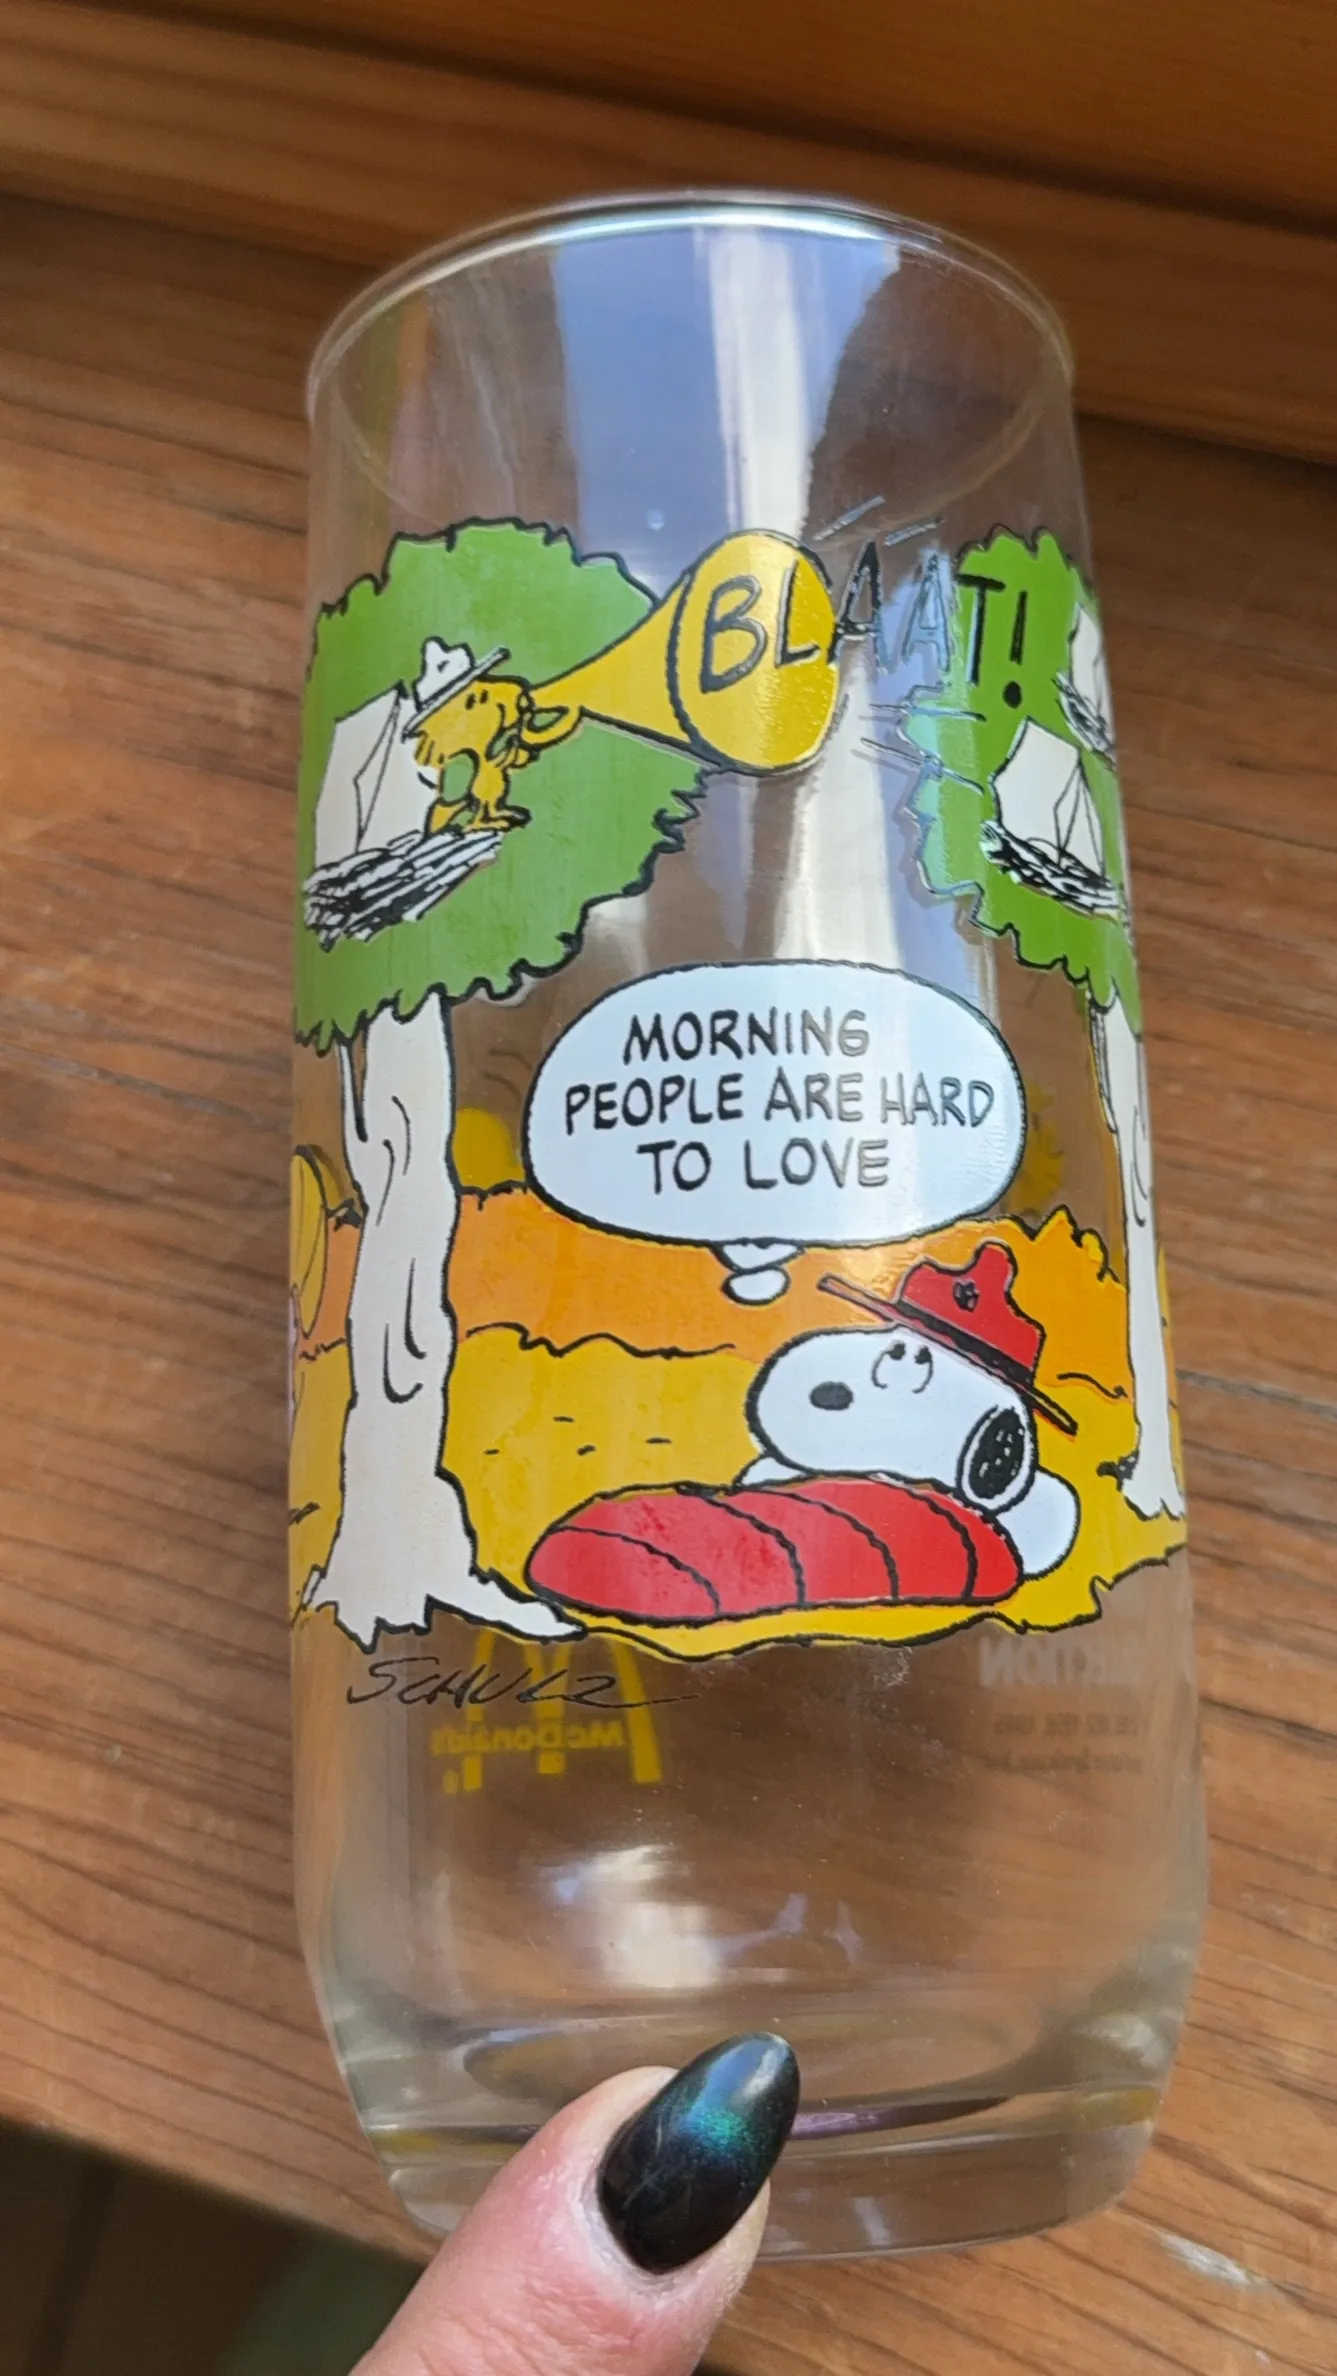 BLAAT!
MORNING
PEOPLE ARE HARD
TO LOVE
SCHULZ
McDonald's